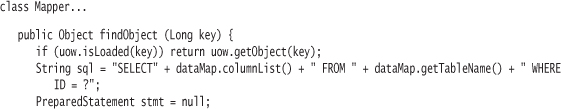 class Mapper...
public Object findObject (Long key) {
if (uow.isLoaded(key)) return uow.getObject(key);
String sql = "SELECT" + dataMap.columnList() + " FROM " + dataMap.getTableName() + " WHERE
ID = ?";
PreparedStatement stmt = null;